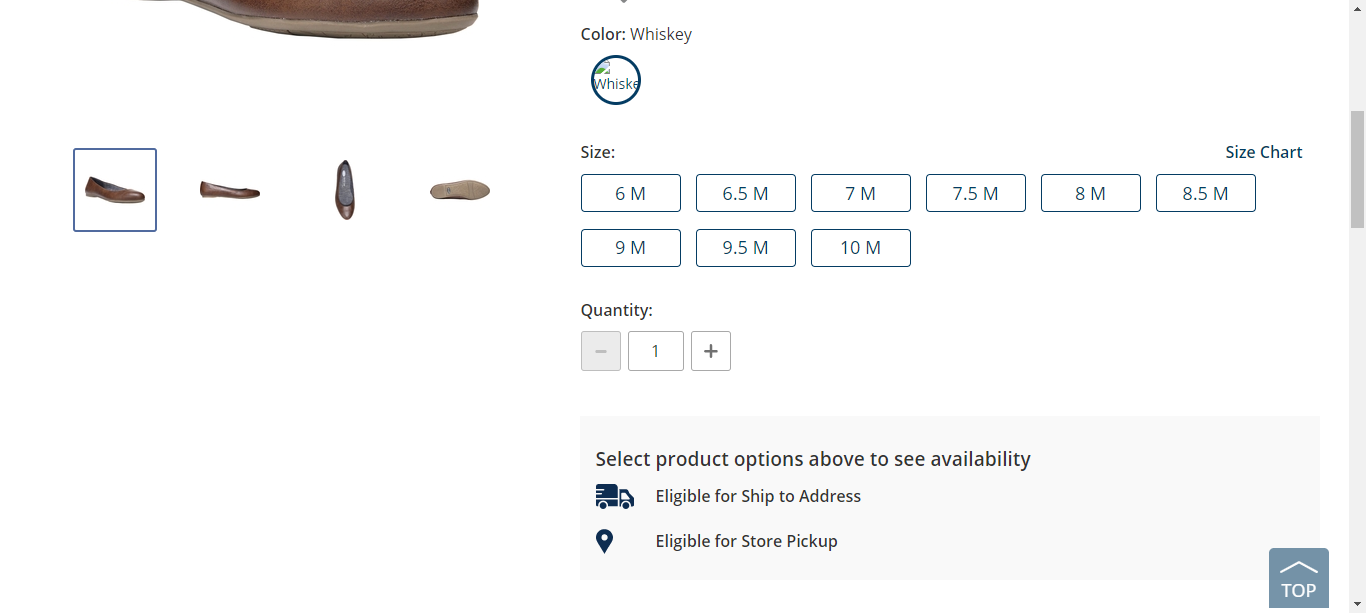 Color: Whiskey
Whiske
Size:
Size Chart
6 M
6.5 M
7 M
7.5 M
8 M
8.5 M
9 M
9.5 M
10 M
Quantity:
1
Select product options above to see availability
Eligible for Ship to Address
Eligible for Store Pickup
TOP